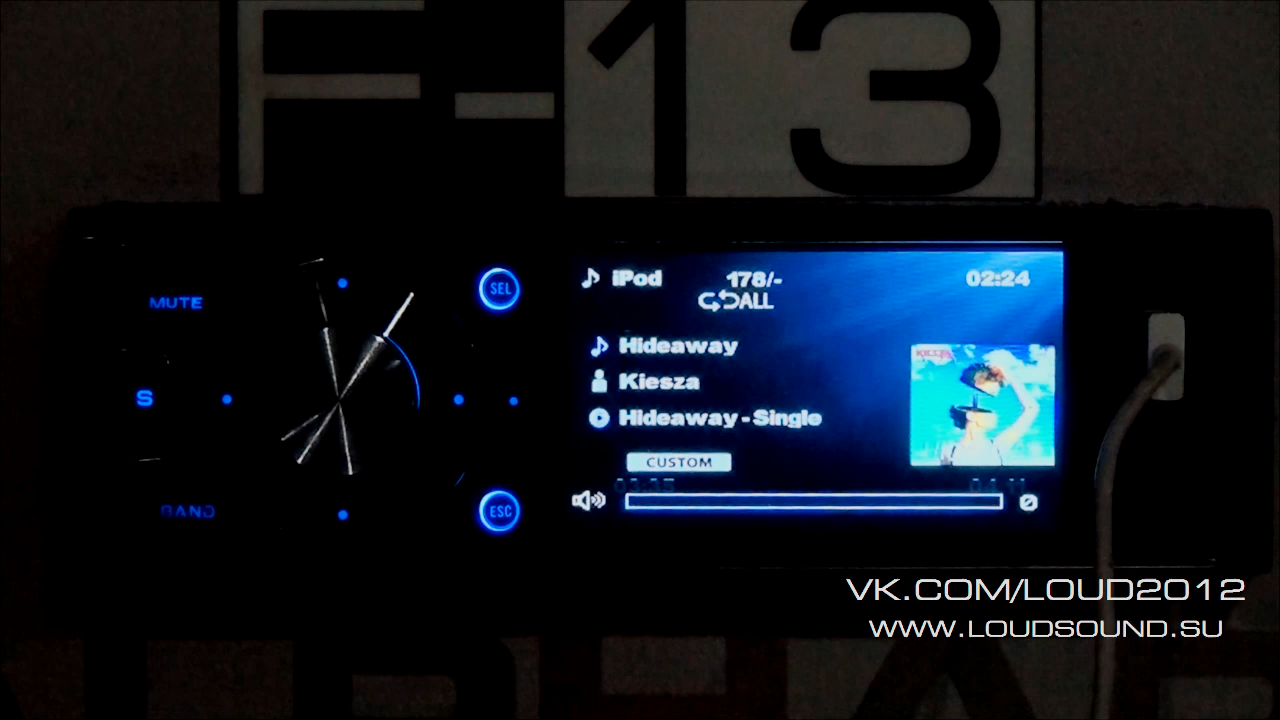 F-13
MUTE
SEL
S
BAND
ESC
iPod 178/- 02:24
ALL
Hideaway
Kiesza
Hideaway - Single
CUSTOM
0
VK.COM/LOUD2012
WWW.LOUDSOUND.SU